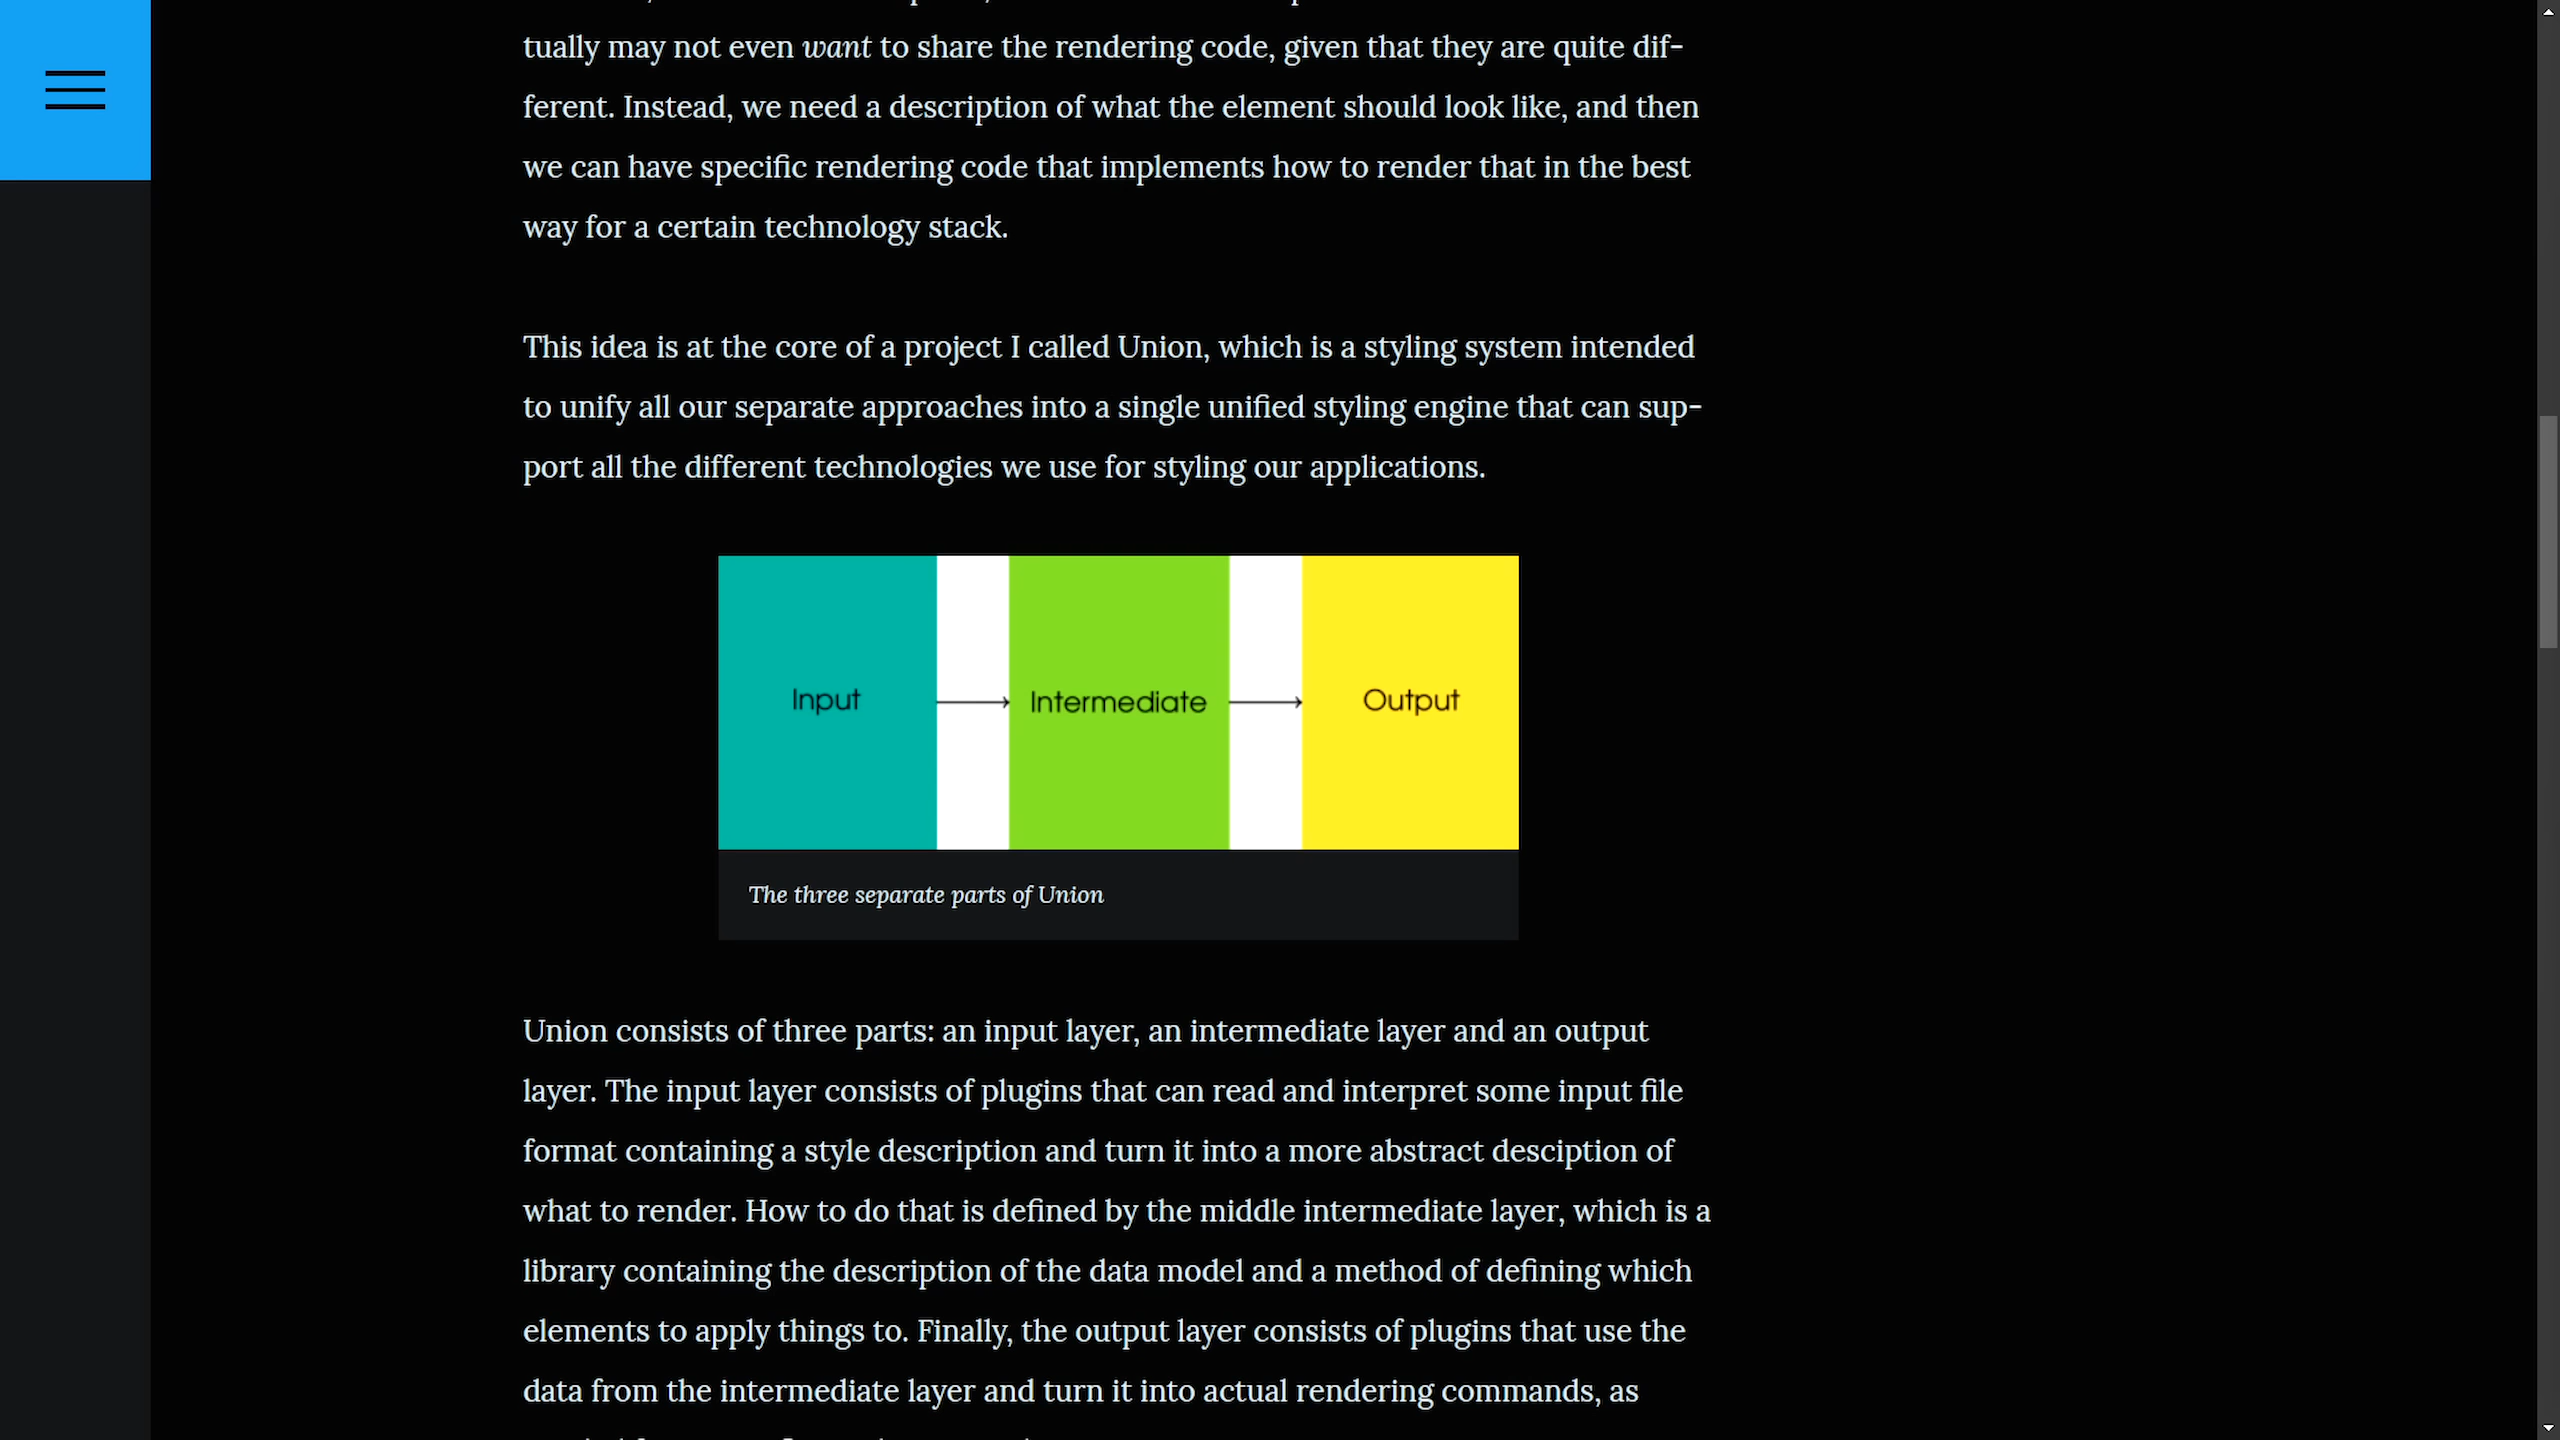 tually may not even want to share the rendering code, given that they are quite dif-
ferent. Instead, we need a description of what the element should look like, and then
we can have specific rendering code that implements how to render that in the best
way for a certain technology stack.
This idea is at the core of a project I called Union, which is a styling system intended
to unify all our separate approaches into a single unified styling engine that can sup-
port all the different technologies we use for styling our applications.
Input
Intermediate
Output
The three separate parts of Union
Union consists of three parts: an input layer, an intermediate layer and an output
layer. The input layer consists of plugins that can read and interpret some input file
format containing a style description and turn it into a more abstract desciption of
what to render. How to do that is defined by the middle intermediate layer, which is a
library containing the description of the data model and a method of defining which
elements to apply things to. Finally, the output layer consists of plugins that use the
data from the intermediate layer and turn it into actual rendering commands, as